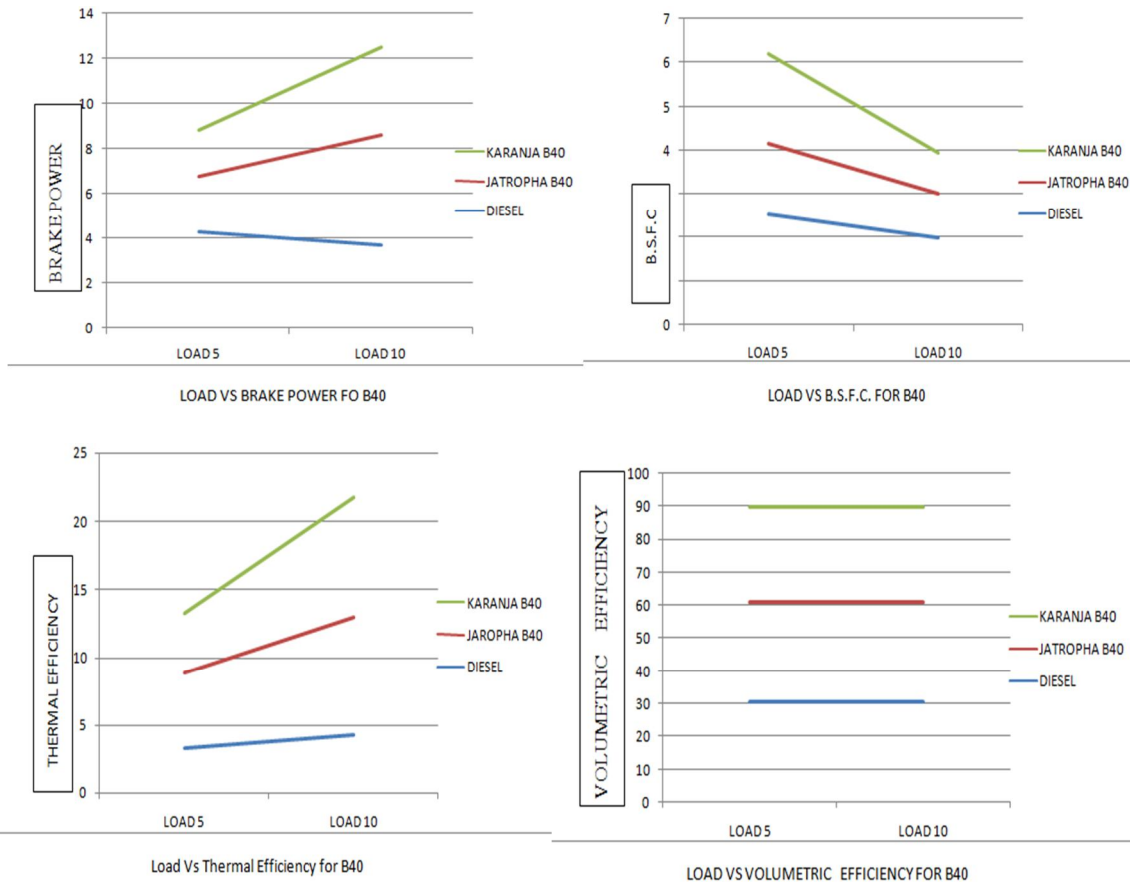 14
12
10
8
6
4
2
0
BRAKE POWER
LOAD 5
LOAD 10
KARANJA B40
JATROPHA B40
DIESEL
LOAD VS BRAKE POWER FO B40
7
6
5
4
0
B.S.F.C
LOAD 5
LOAD 10
KARANJA B40
JATROPHA B40
DIESEL
LOAD VS B.S.F.C. FOR B40
25
20
15
10
5
0
THERMAL EFFICIENCY
LOAD 5
LOAD 10
KARANJA B40
JAROPHA B40
DIESEL
Load Vs Thermal Efficiency for B40
100
90
80
70
60
50
40
30
20
10
0
VOLUMETRIC EFFICIENCY
LOAD 5
LOAD 10
KARANJA B40
JATROPHA B40
DIESEL
LOAD VS VOLUMETRIC EFFICIENCY FOR B40